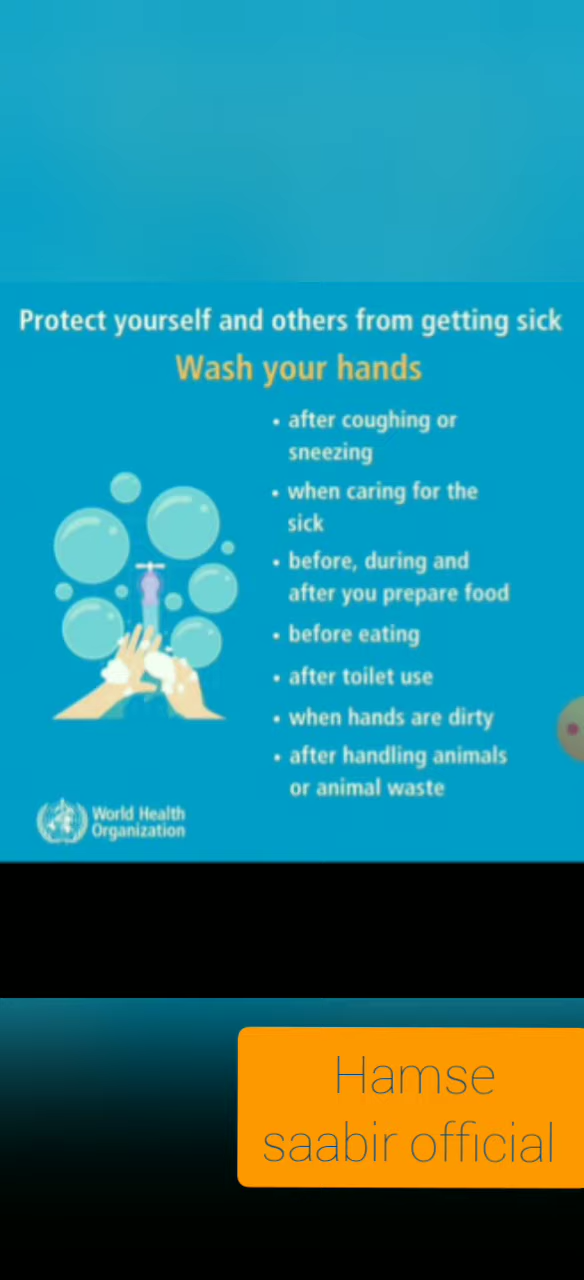 Protect yourself and others from getting sick
Wash your hands
• after coughing or
sneezing
• when caring for the
sick
• before, during and
after you prepare food
• before eating
• after toilet use
• when hands are dirty
• after handling animals
or animal waste
World Health
Organization
Hamse
saabir official